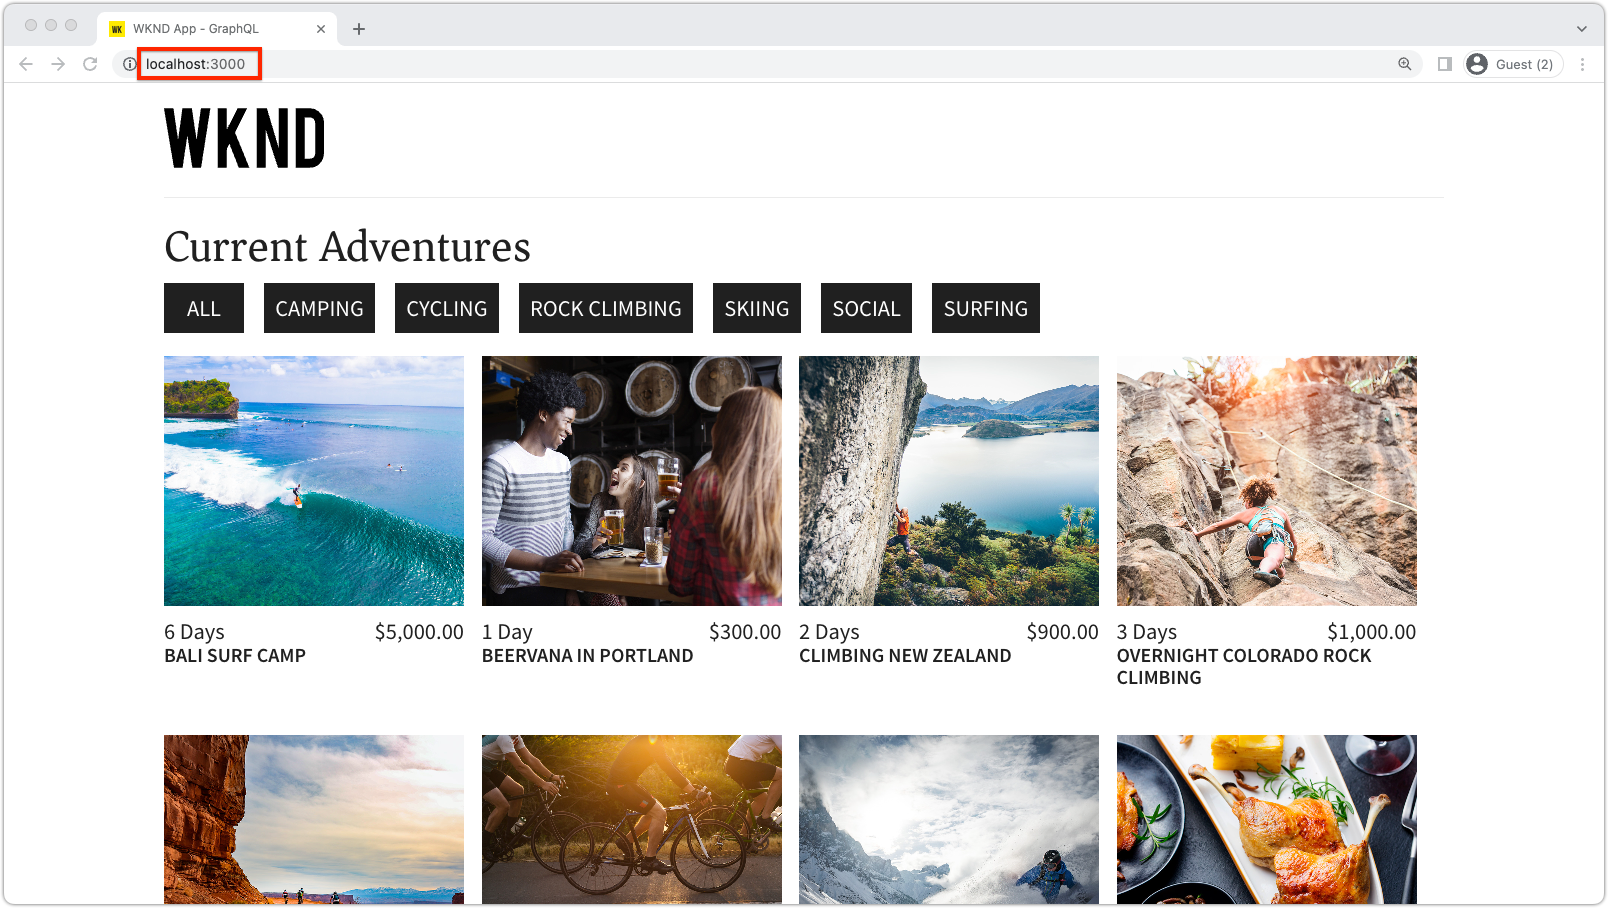 WK WKND App - GraphQL
localhost:3000
Guest (2)
WKND
Current Adventures
ALL CAMPING CYCLING ROCK CLIMBING SKIING SOCIAL SURFING
6 Days $5,000.00
BALI SURF CAMP
1 Day $300.00
BEERVANA IN PORTLAND
2 Days $900.00
CLIMBING NEW ZEALAND
3 Days $1,000.00
OVERNIGHT COLORADO ROCK
CLIMBING